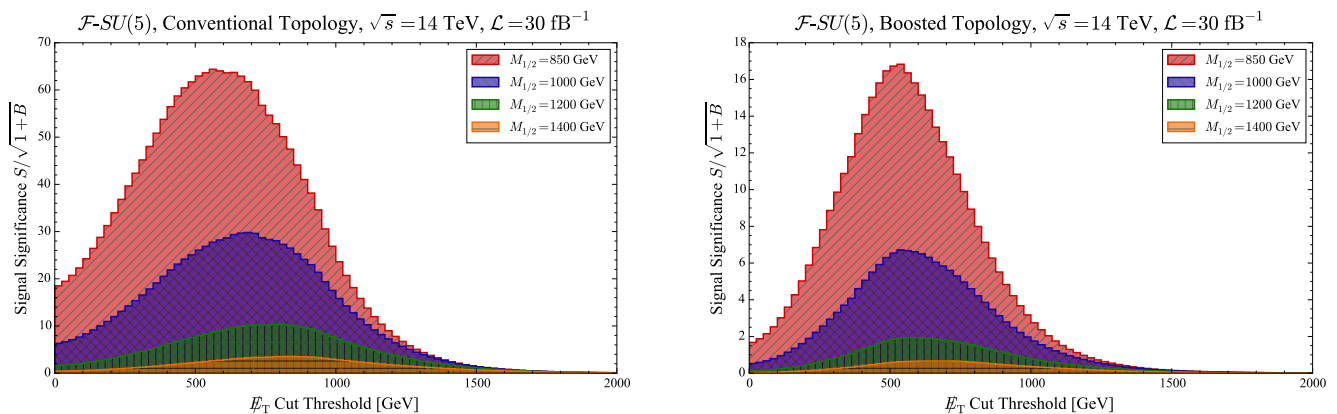 𝓕-SU(5), Conventional Topology, √s = 14 TeV, 𝓛 = 30 fB⁻¹
Signal Significance S/√1+B
70
60
50
40
30
20
10
0
M₁/₂ = 850 GeV
M₁/₂ = 1000 GeV
M₁/₂ = 1200 GeV
M₁/₂ = 1400 GeV
0 500 1000 1500 2000
E̸_T Cut Threshold [GeV]
𝓕-SU(5), Boosted Topology, √s = 14 TeV, 𝓛 = 30 fB⁻¹
Signal Significance S/√1+B
18
16
14
12
10
8
6
4
2
0
M₁/₂ = 850 GeV
M₁/₂ = 1000 GeV
M₁/₂ = 1200 GeV
M₁/₂ = 1400 GeV
0 500 1000 1500 2000
E̸_T Cut Threshold [GeV]